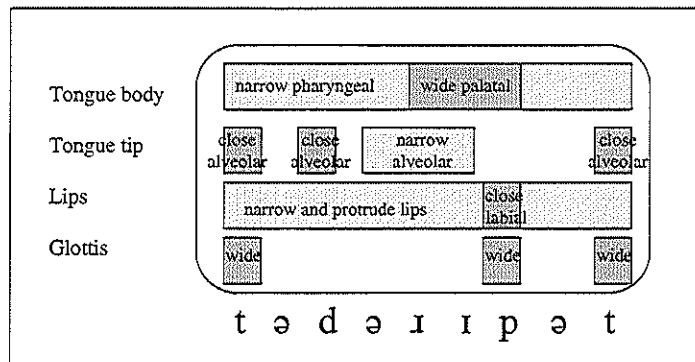 Tongue body narrow pharyngeal wide palatal
Tongue tip close alveolar close alveolar narrow alveolar close alveolar
Lips narrow and protrude lips close labial
Glottis wide wide wide
t ə d ə ɹ ɪ p ə t